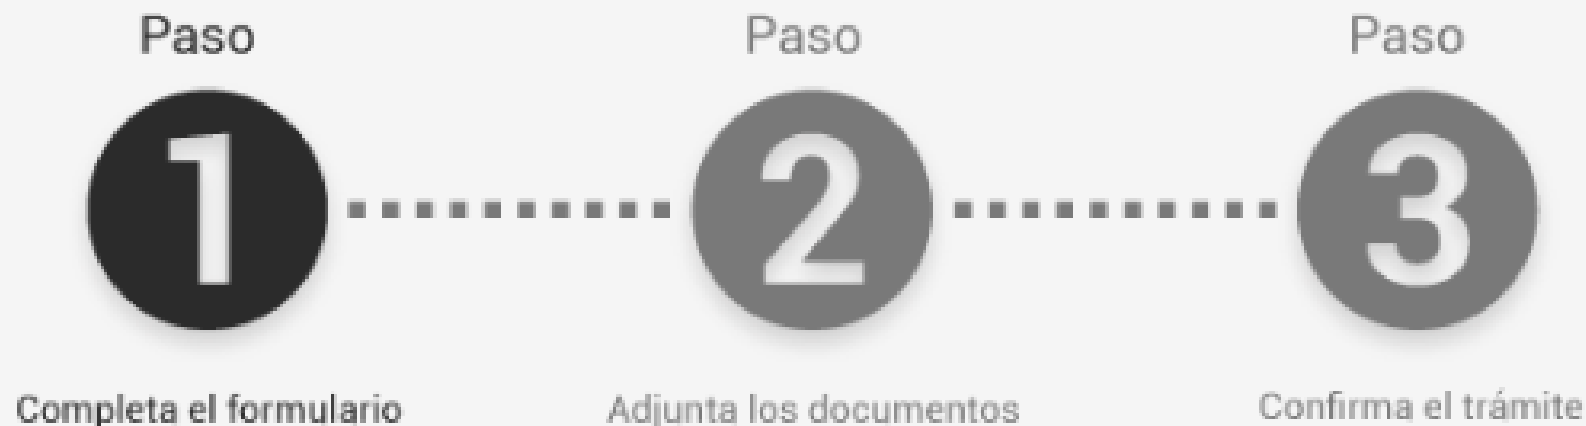 Paso Paso Paso
1 2 3
Completa el formulario Adjunta los documentos Confirma el trámite